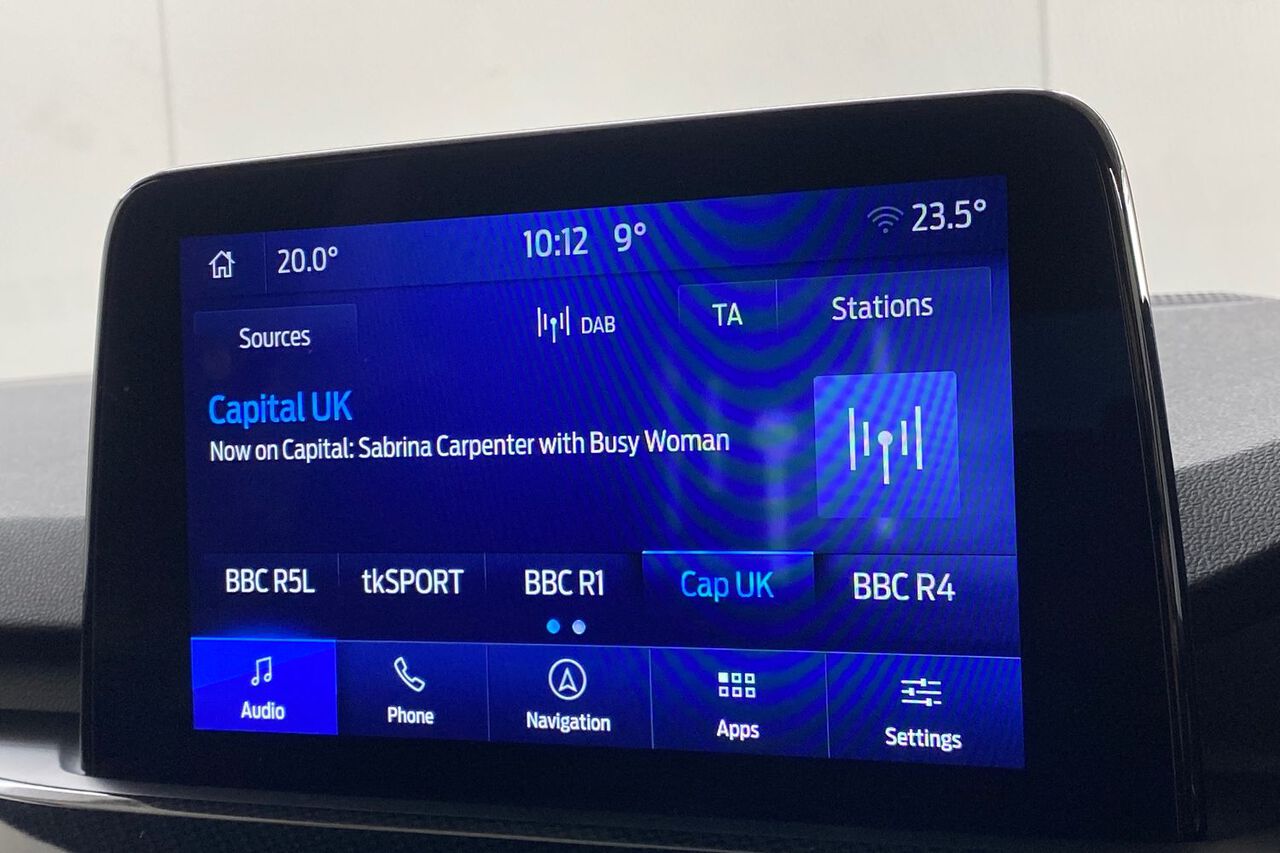 20.0° 10:12 9° 23.5°
Sources DAB TA Stations
Capital UK
Now on Capital: Sabrina Carpenter with Busy Woman
BBC R5L tkSPORT BBC R1 Cap UK BBC R4
Audio Phone Navigation Apps Settings